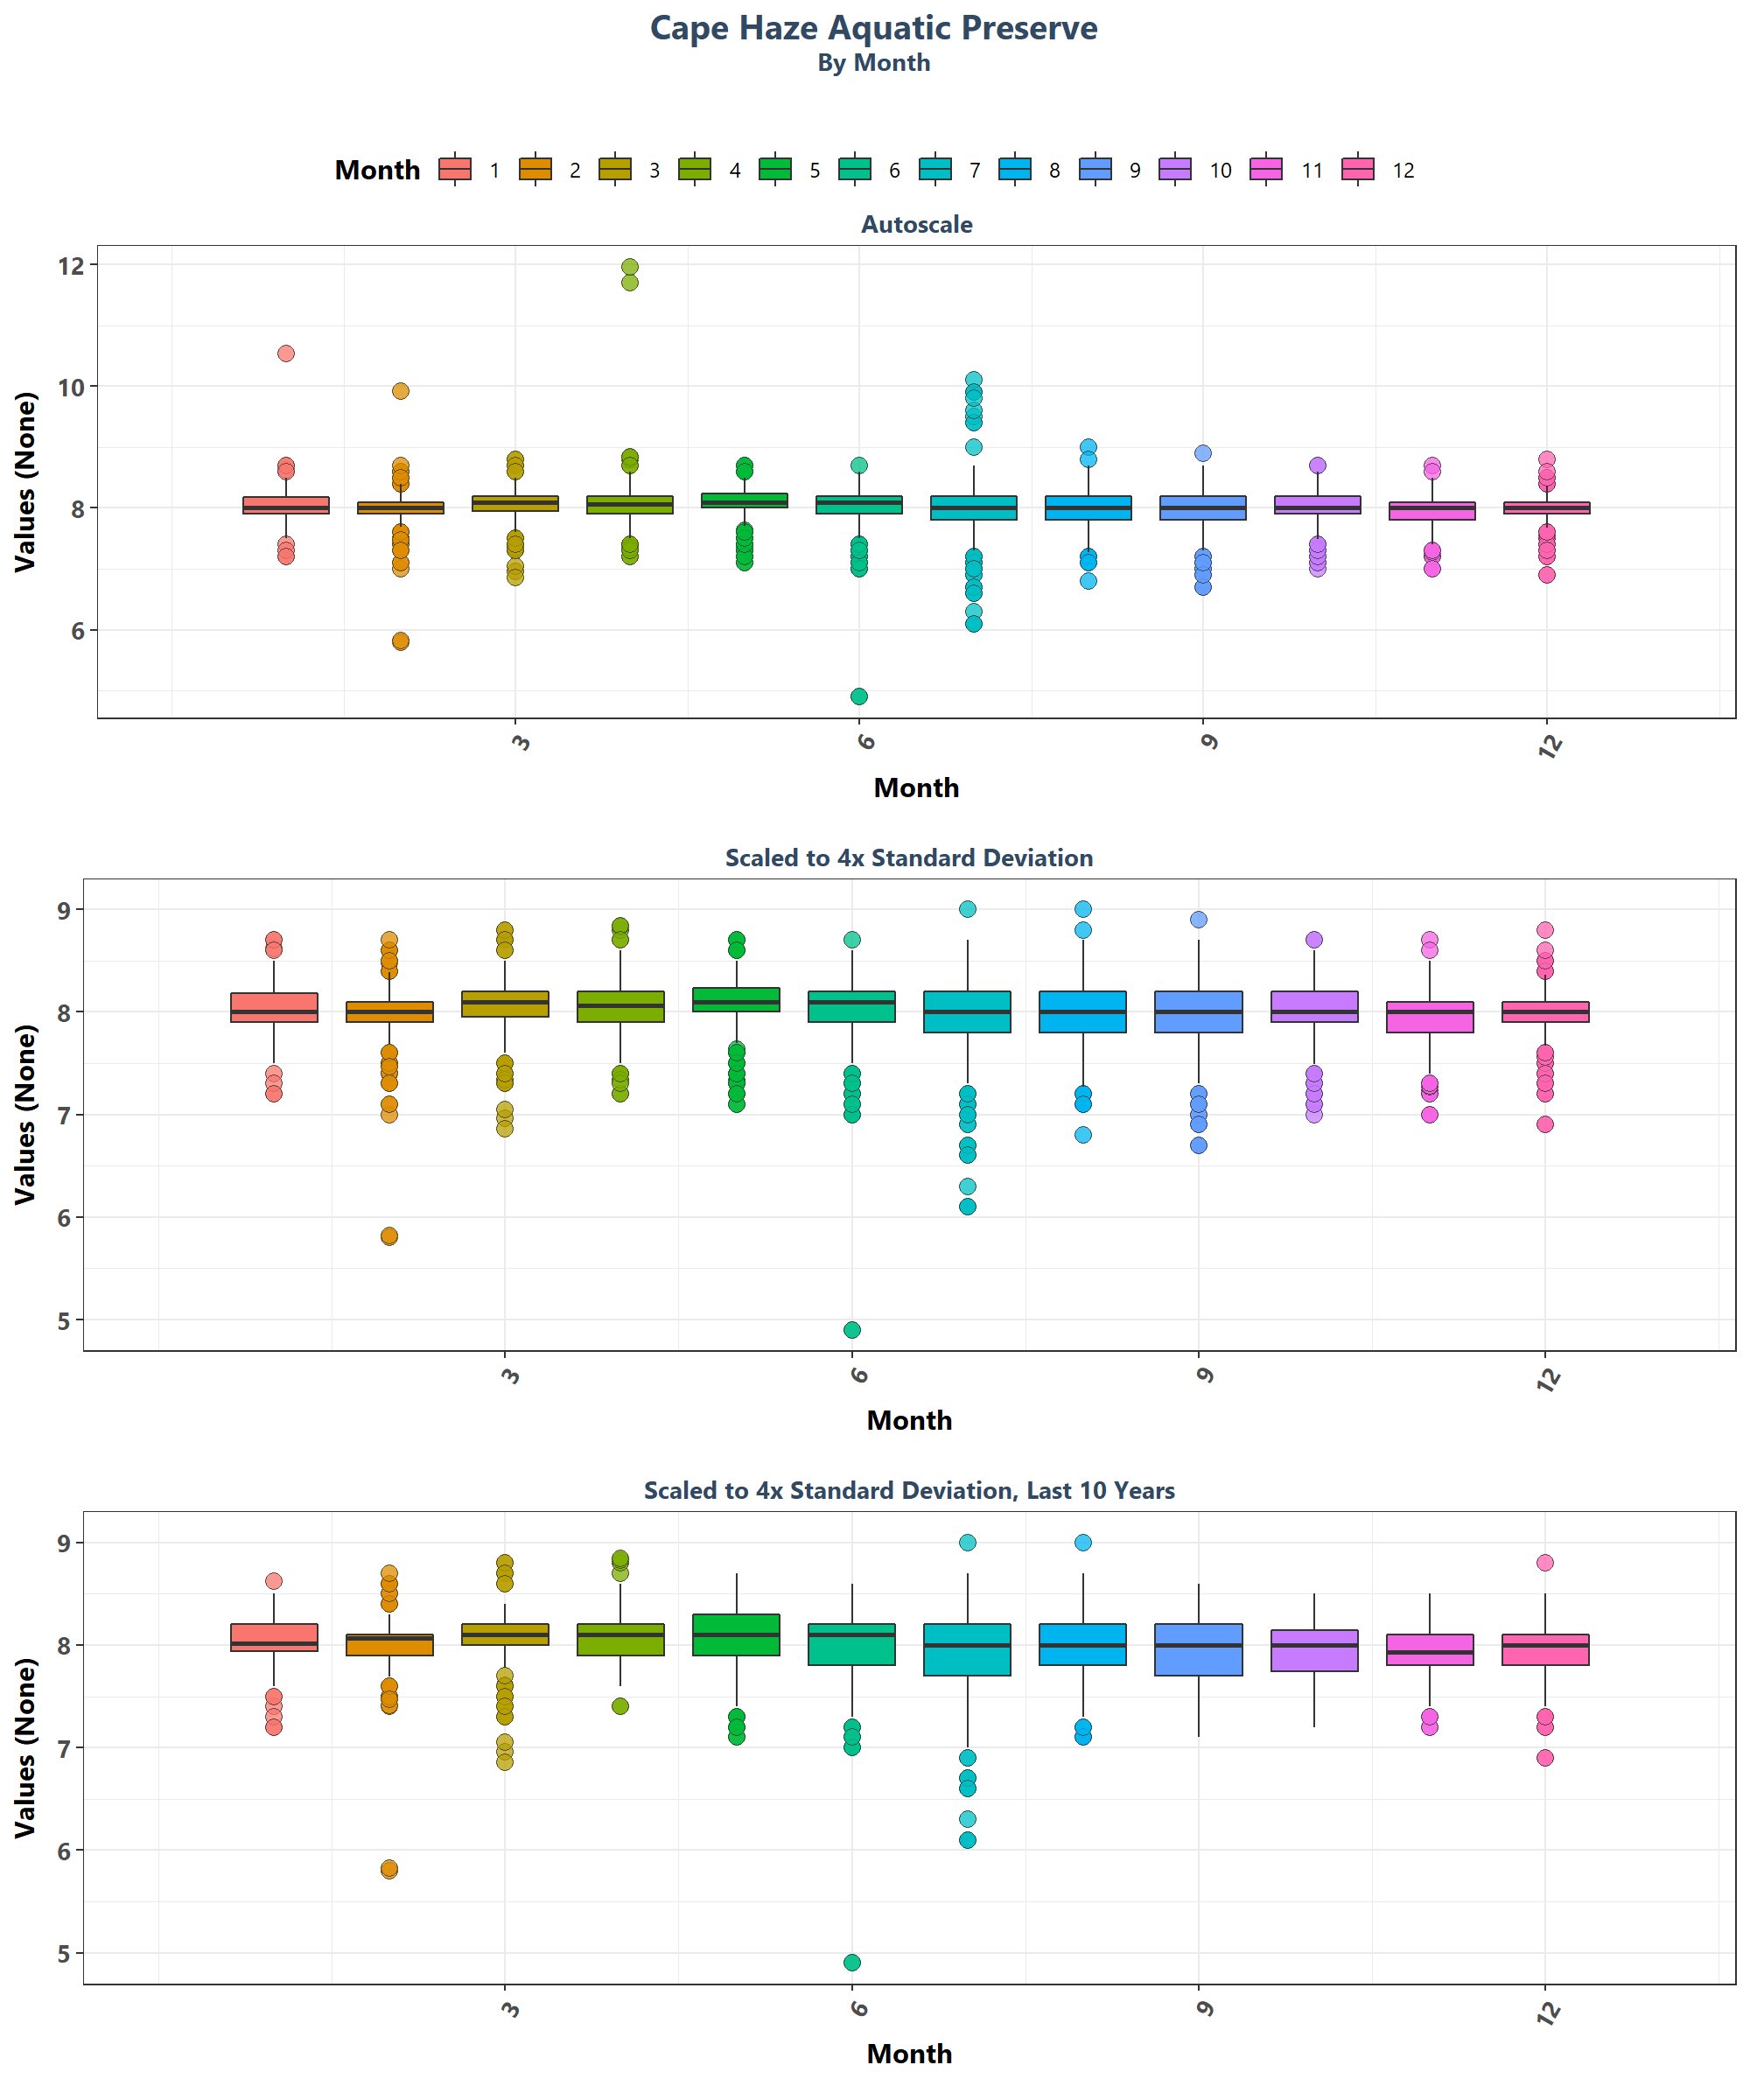 Cape Haze Aquatic Preserve
By Month
Month 1 2 3 4 5 6 7 8 9 10 11 12
Autoscale
12
10
8
6
Values (None)
3 6 9 12
Month
Scaled to 4x Standard Deviation
9
8
7
6
5
Values (None)
3 6 9 12
Month
Scaled to 4x Standard Deviation, Last 10 Years
9
8
7
6
5
Values (None)
3 6 9 12
Month